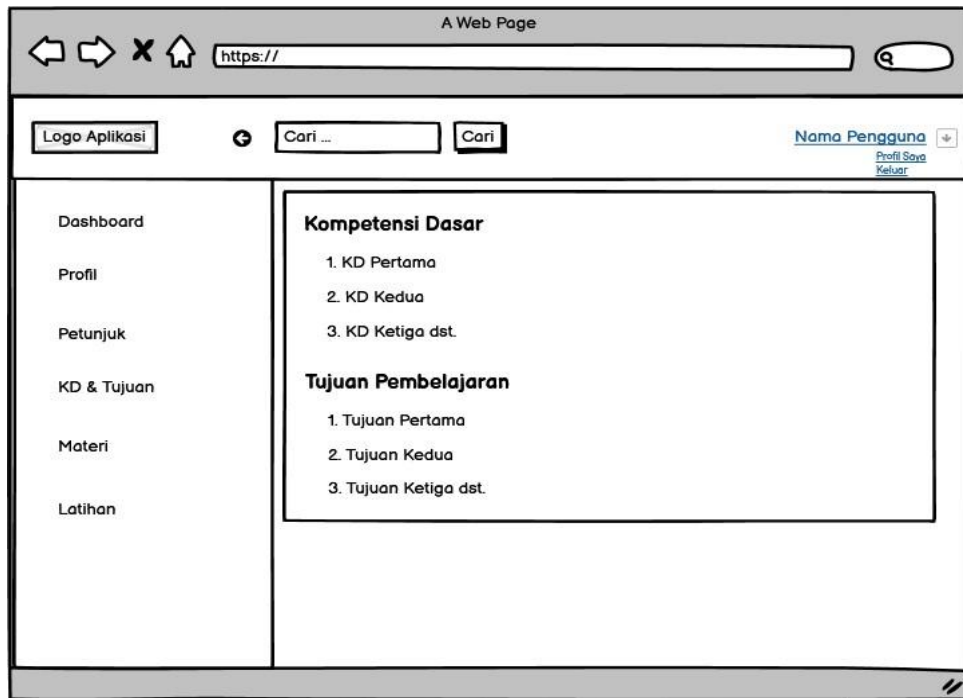 A Web Page
https://
Logo Aplikasi
Cari ...
Cari
Nama Pengguna
Profil Saya
Keluar
Dashboard
Profil
Petunjuk
KD & Tujuan
Materi
Latihan
Kompetensi Dasar
1. KD Pertama
2. KD Kedua
3. KD Ketiga dst.
Tujuan Pembelajaran
1. Tujuan Pertama
2. Tujuan Kedua
3. Tujuan Ketiga dst.